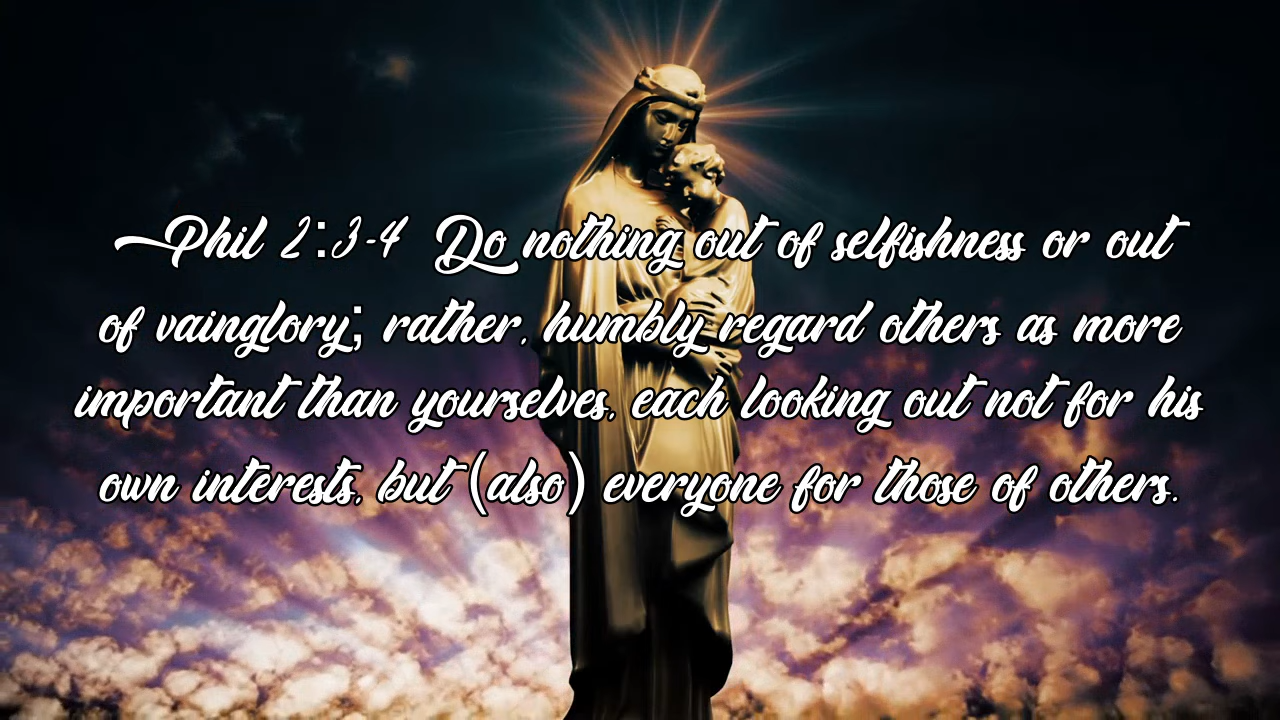 Phil 2:3-4 Do nothing out of selfishness or out
of vainglory; rather, humbly regard others as more
important than yourselves, each looking out not for his
own interests, but (also) everyone for those of others.